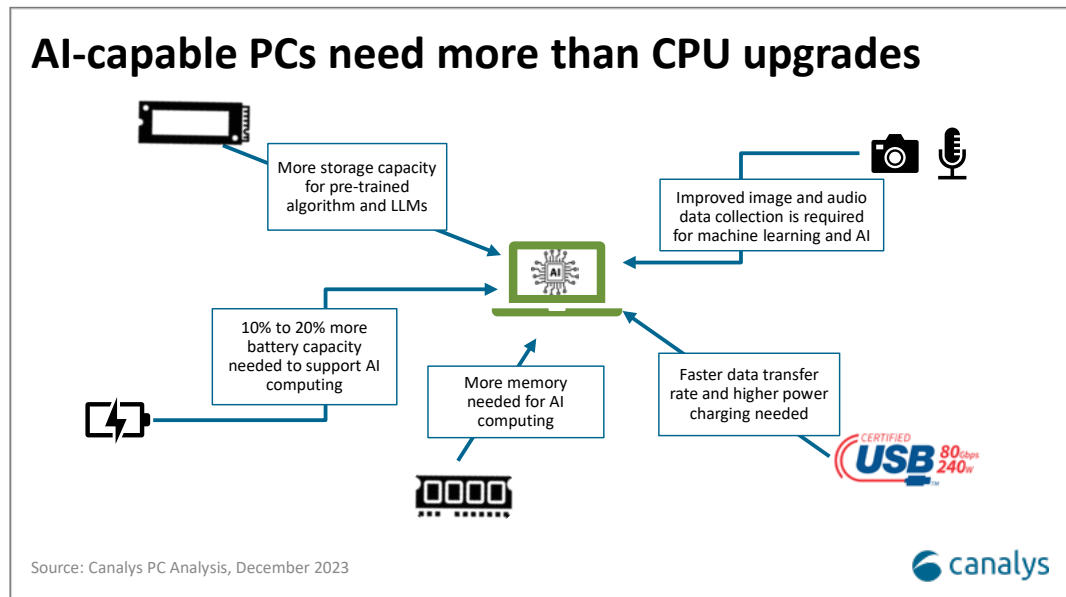 AI-capable PCs need more than CPU upgrades
More storage capacity
for pre-trained
algorithm and LLMs
Improved image and audio
data collection is required
for machine learning and AI
AI
10% to 20% more
battery capacity
needed to support AI
computing
More memory
needed for AI
computing
Faster data transfer
rate and higher power
charging needed
CERTIFIED
USB 80Gbps
240W
TM
Source: Canalys PC Analysis, December 2023
canalys